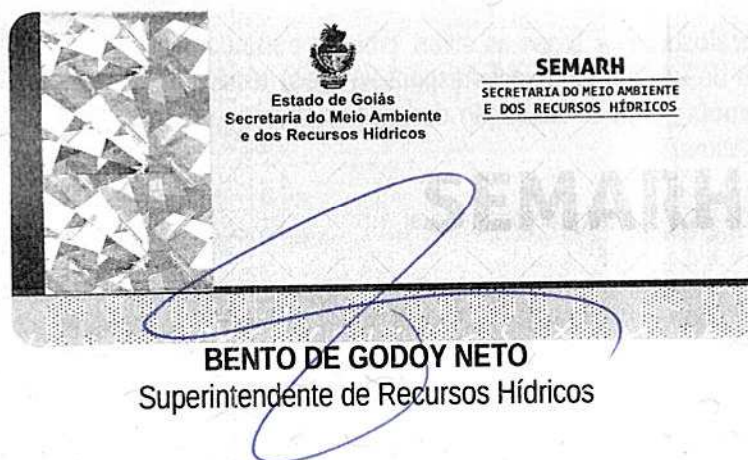 Estado de Goiás
Secretaria do Meio Ambiente
e dos Recursos Hídricos
SEMARH
SECRETARIA DO MEIO AMBIENTE
E DOS RECURSOS HÍDRICOS
SEMARH
BENTO DE GODOY NETO
Superintendente de Recursos Hídricos